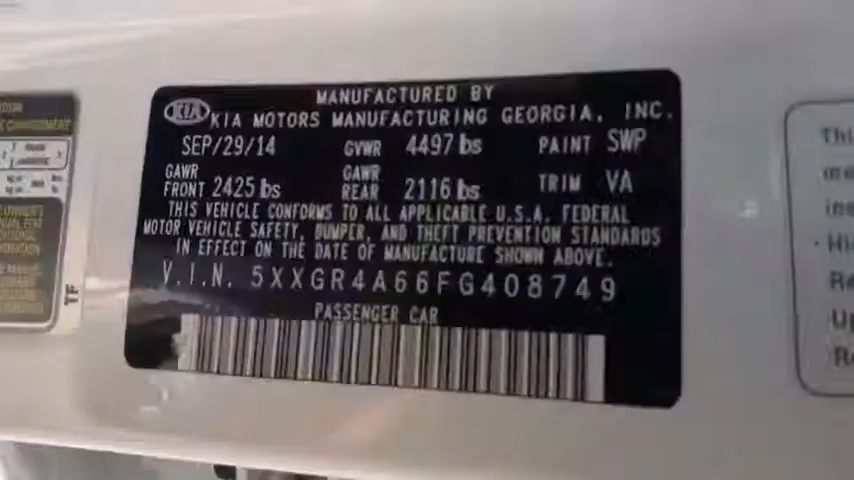 MANUFACTURED BY
KIA KIA MOTORS MANUFACTURING GEORGIA, INC.
SEP/29/14 GVWR 4497 lbs PAINT SWP
GAWR FRONT 2425 lbs GAWR REAR 2116 lbs TRIM VA
THIS VEHICLE CONFORMS TO ALL APPLICABLE U.S.A. FEDERAL
MOTOR VEHICLE SAFETY, BUMPER, AND THEFT PREVENTION STANDARDS
IN EFFECT ON THE DATE OF MANUFACTURE SHOWN ABOVE.
V.I.N. 5XXGR4A66FG408749
PASSENGER CAR
TF